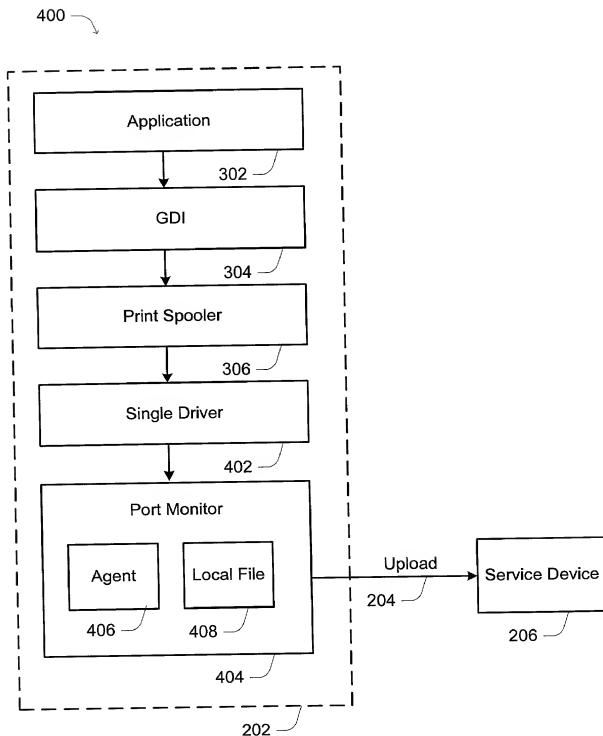 400
Application
302
GDI
304
Print Spooler
306
Single Driver
402
Port Monitor
Agent
Local File
406
408
404
Upload
204
Service Device
206
202